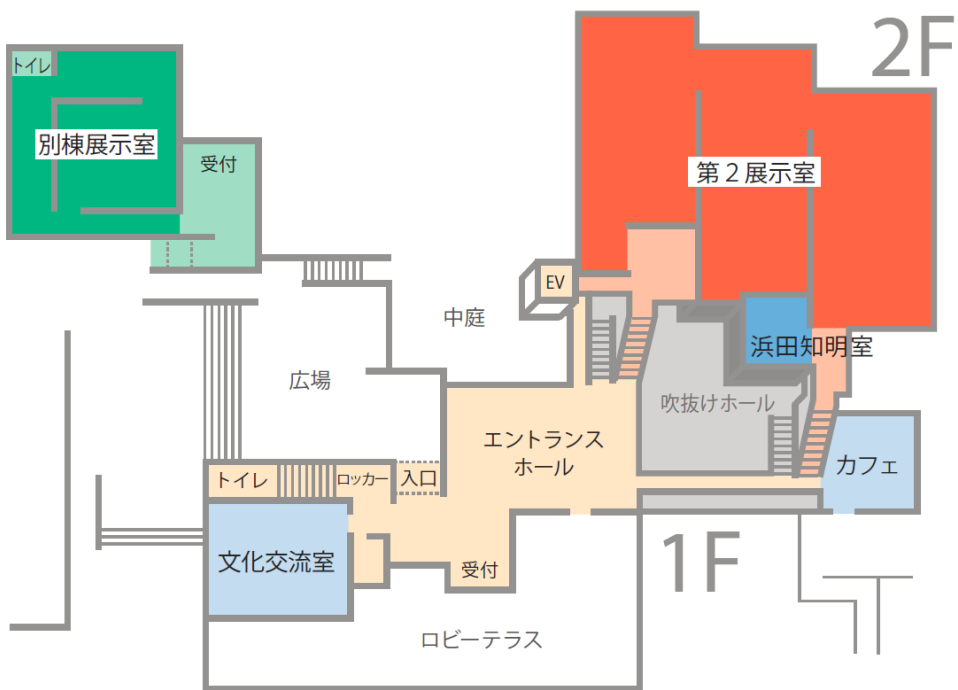 2F
トイレ
別棟展示室
受付
第2展示室
EV
中庭
浜田知明室
広場
吹抜けホール
エントランス
ホール
カフェ
トイレ
ロッカー
入口
文化交流室
受付
1F
ロビーテラス